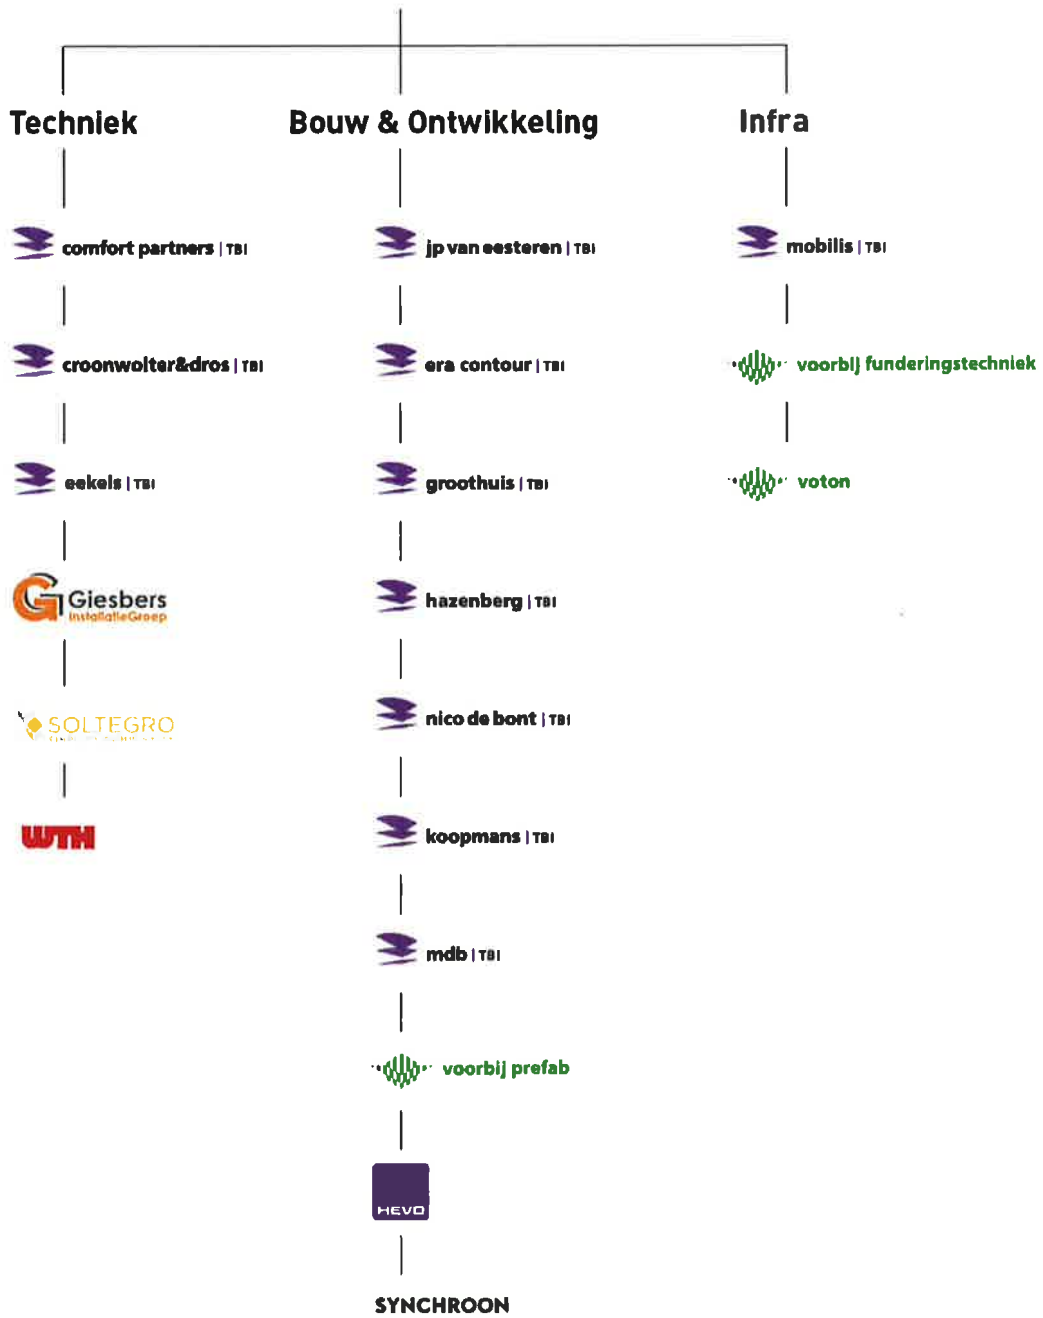 Techniek
comfort partners | TBI
croonwolter&dros | TBI
eekels | TBI
Giesbers
InstallatieGroep
SOLTEGRO
WTH
Bouw & Ontwikkeling
jp van eesteren | TBI
era contour | TBI
groothuis | TBI
hazenberg | TBI
nico de bont | TBI
koopmans | TBI
mdb | TBI
voorbij prefab
HEVO
SYNCHROON
Infra
mobilis | TBI
voorbij funderingstechniek
voton